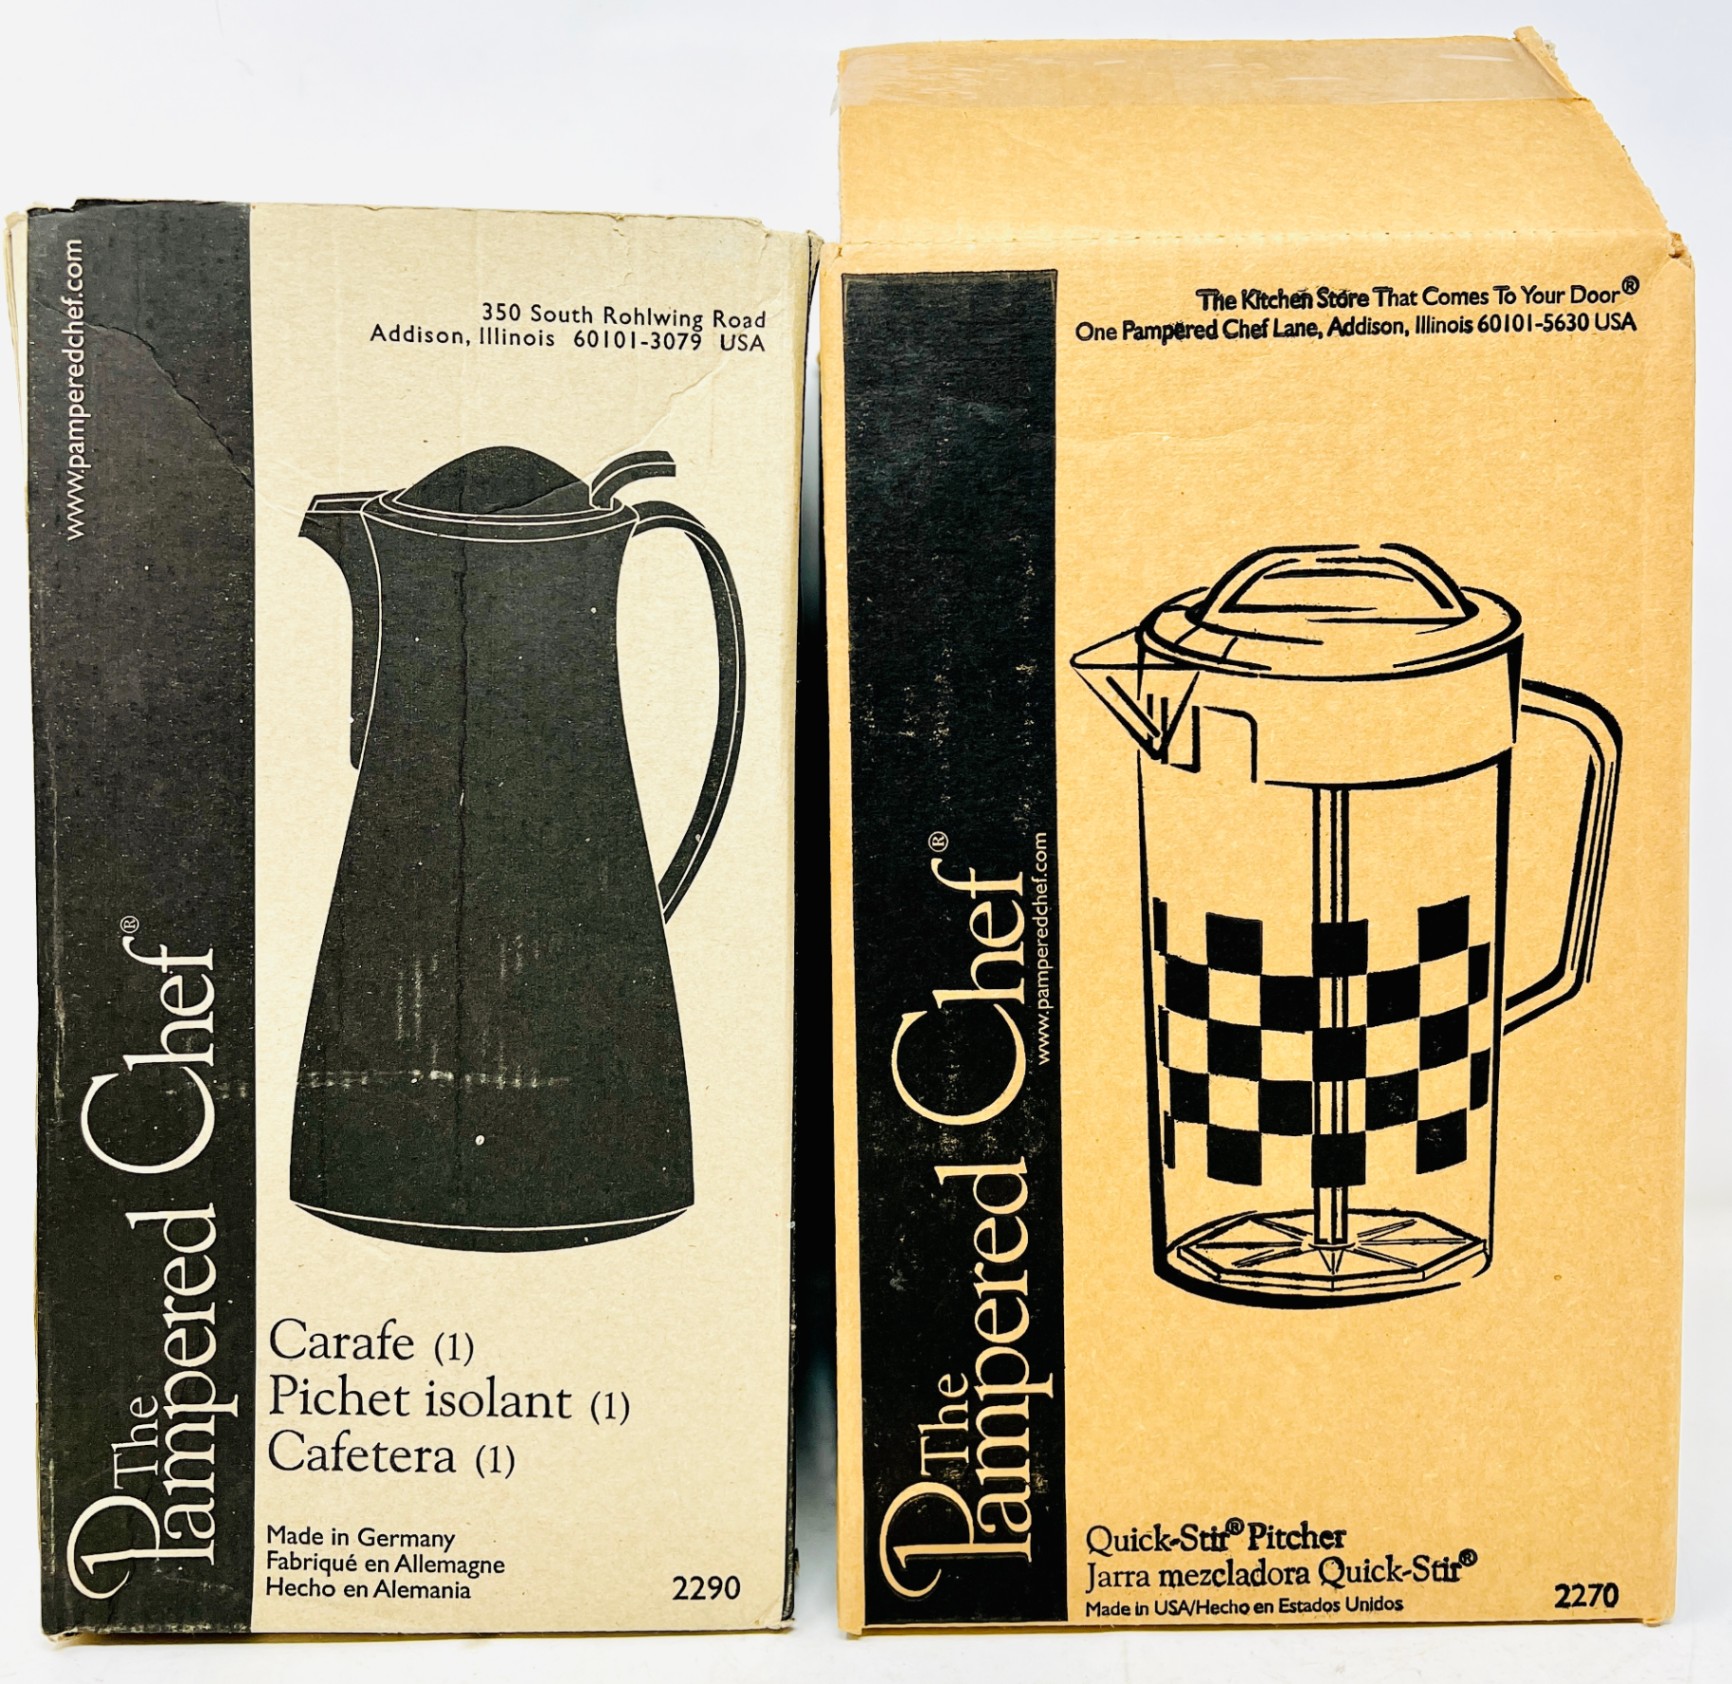 www.pamperedchef.com
The
Pampered Chef®
350 South Rohlwing Road
Addison, Illinois 60101-3079 USA
Carafe (1)
Pichet isolant (1)
Cafetera (1)
Made in Germany
Fabriqué en Allemagne
Hecho en Alemania
2290
The
Pampered Chef®
www.pamperedchef.com
The Kitchen Store That Comes To Your Door®
One Pampered Chef Lane, Addison, Illinois 60101-5630 USA
Quick-Stir® Pitcher
Jarra mezcladora Quick-Stir®
Made in USA/Hecho en Estados Unidos
2270